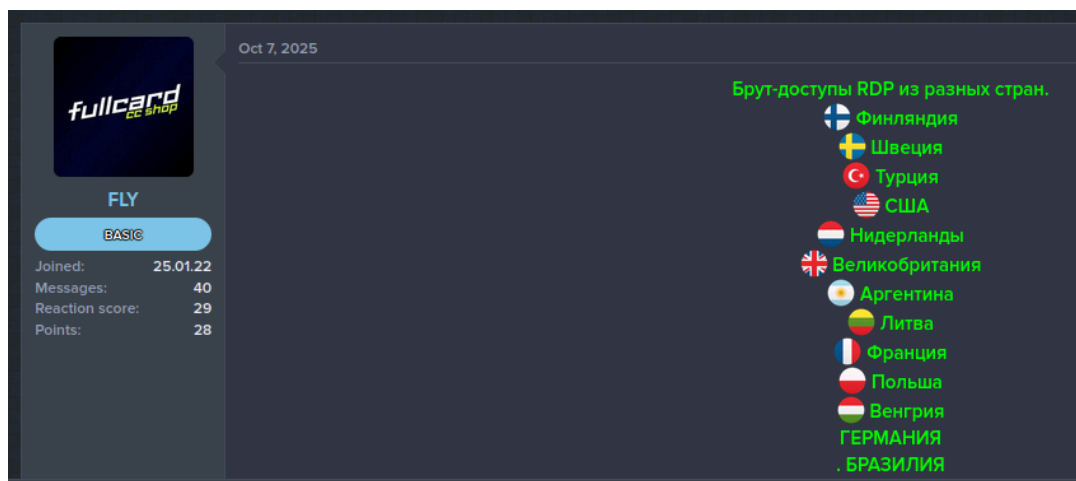 fullcard
cc shop
FLY
BASIC
Joined: 25.01.22
Messages: 40
Reaction score: 29
Points: 28
Oct 7, 2025
Брут-доступы RDP из разных стран.
Финляндия
Швеция
Турция
США
Нидерланды
Великобритания
Аргентина
Литва
Франция
Польша
Венгрия
ГЕРМАНИЯ
. БРАЗИЛИЯ